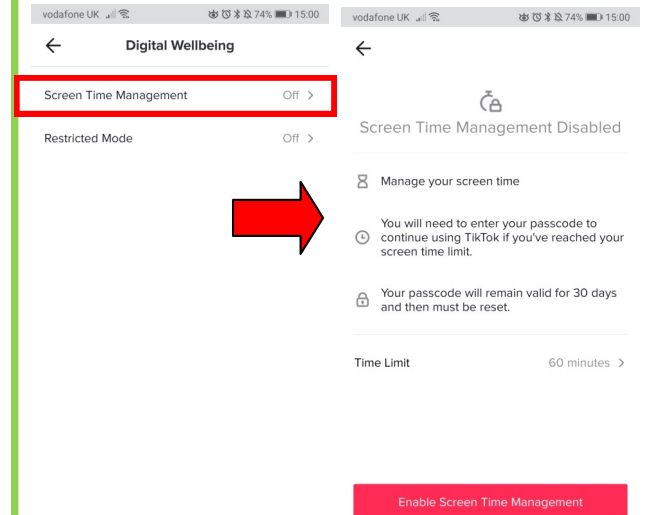 vodafone UK 74% 15:00
Digital Wellbeing
Screen Time Management Off >
Restricted Mode Off >
vodafone UK 74% 15:00
Screen Time Management Disabled
Manage your screen time
You will need to enter your passcode to
continue using TikTok if you've reached your
screen time limit.
Your passcode will remain valid for 30 days
and then must be reset.
Time Limit 60 minutes >
Enable Screen Time Management